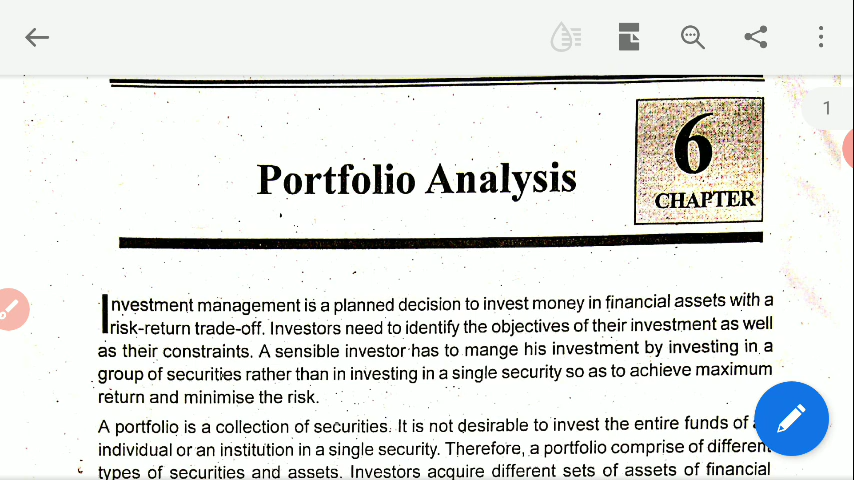 1
6
Portfolio Analysis
CHAPTER
Investment management is a planned decision to invest money in financial assets with a
risk-return trade-off. Investors need to identify the objectives of their investment as well
as their constraints. A sensible investor has to mange his investment by investing in a
group of securities rather than in investing in a single security so as to achieve maximum
return and minimise the risk.
A portfolio is a collection of securities. It is not desirable to invest the entire funds of
individual or an institution in a single security. Therefore, a portfolio comprise of different
types of securities and assets. Investors acquire different sets of assets of financial